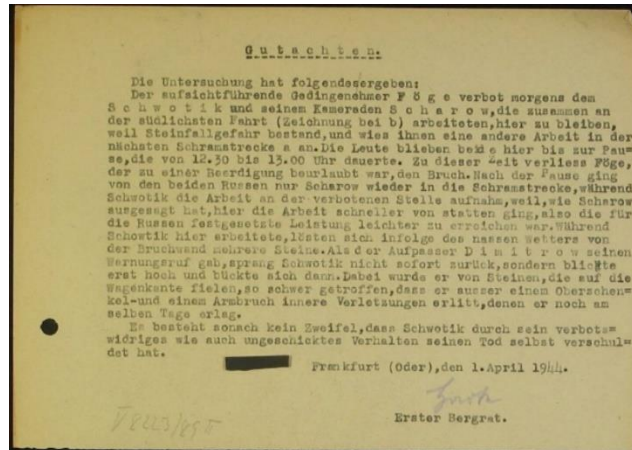 Gutachten.
Die Untersuchung hat folgendesergeben:
Der aufsichtführende Gedingenehmer Föge verbot morgens dem
Schwotik und seinem Kameraden Scharow,die zusammen an
der südlichsten Fahrt (Zeichnung bei b) arbeiteten,hier zu bleiben,
weil Steinfallgefahr bestand,und wies ihnen eine andere Arbeit in der
nächsten Schramstrecke a an.Die Leute blieben beide hier bis zur Pau=
se,die von 12.30 bis 13.00 Uhr dauerte. Zu dieser Zeit verliess Föge,
der zu einer Beerdigung beurlaubt war,den Bruch.Nach der Pause ging
von den beiden Russen nur Scharow wieder in die Schramstrecke,während
Schwotik die Arbeit an der verbotenen Stelle aufnahm,weil,wie Scharow
ausgesagt hat,hier die Arbeit schneller von statten ging,also die für
die Russen festgesetzte Leistung leichter zu erreichen war.Während
Schowtik hier arbeitete,lösten sich infolge des nassen Wetters von
der Bruchwand mehrere Steine.Als der Aufpasser Dimitrow seinen
Warnungsruf gab,sprang Schwotik nicht sofort zurück,sondern blickte
erst hoch und bückte sich dann.Dabei wurde er von Steinen,die auf die
Wagenkante fielen,so schwer getroffen,dass er ausser einem Oberschen=
kel-und einem Armbruch innere Verletzungen erlitt,denen er noch am
selben Tage erlag.
Es besteht sonach kein Zweifel,dass Schwotik durch sein verbots=
widriges wie auch ungeschicktes Verhalten seinen Tod selbst verschul=
det hat.
Frankfurt (Oder),den 1.April 1944.
Erster Bergrat.